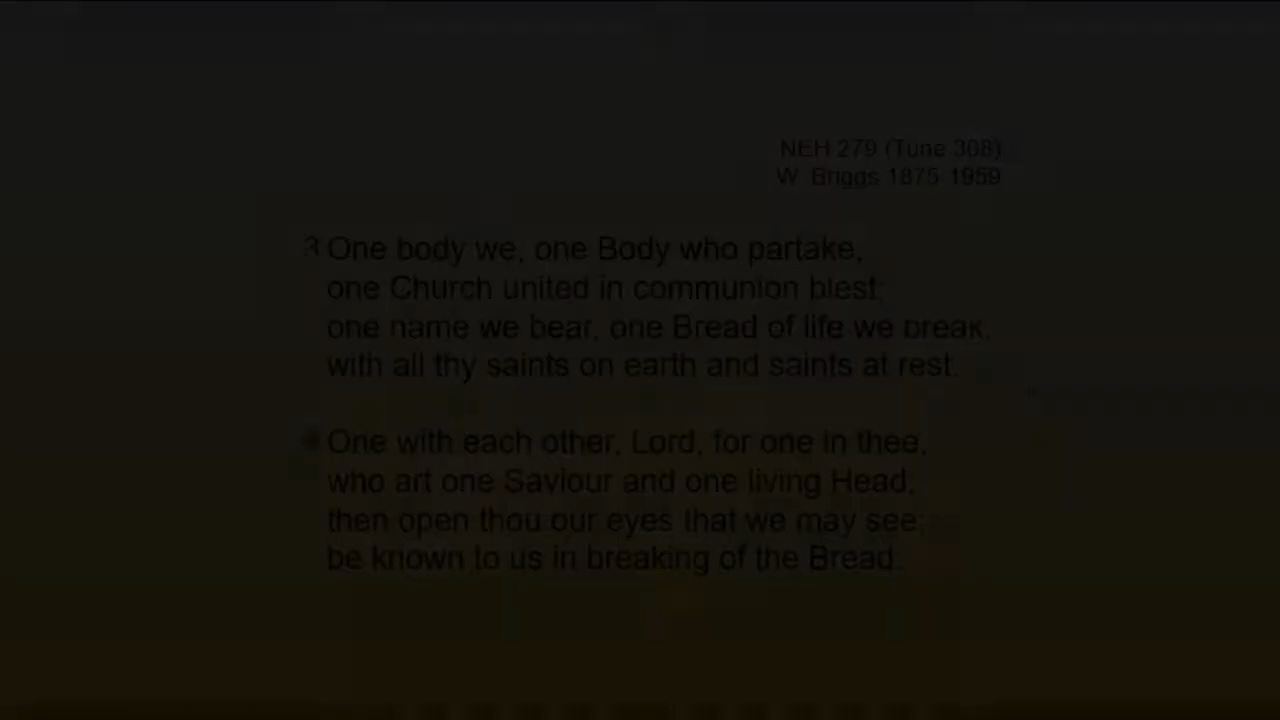 NEH 279 (Tune 308)
W. Briggs 1875-1959
3 One body we, one Body who partake,
one Church united in communion blest;
one name we bear, one Bread of life we break,
with all thy saints on earth and saints at rest.
One with each other, Lord, for one in thee,
who art one Saviour and one living Head,
then open thou our eyes that we may see;
be known to us in breaking of the Bread.